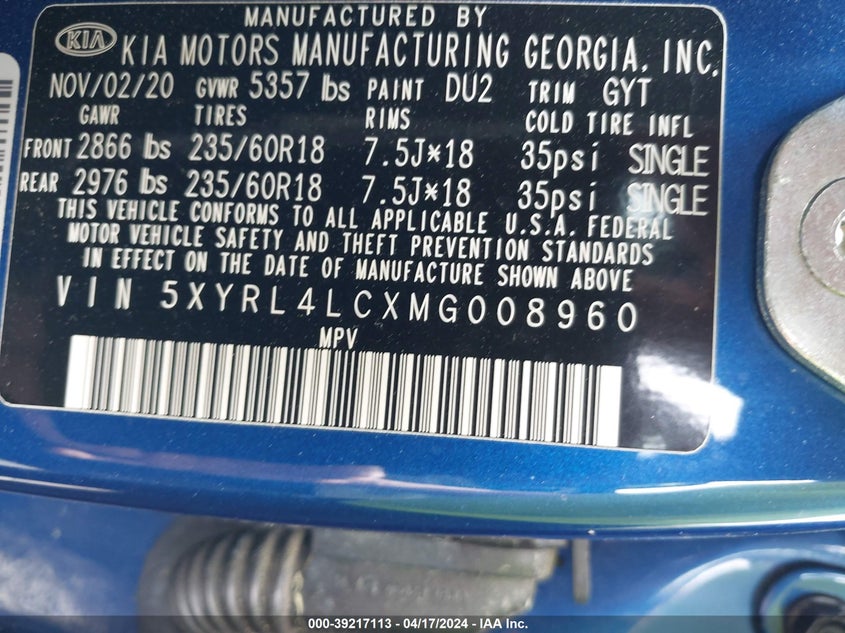 MANUFACTURED BY
KIA KIA MOTORS MANUFACTURING GEORGIA, INC.
NOV/02/20 GVWR 5357 lbs PAINT DU2 TRIM GYT
GAWR TIRES RIMS COLD TIRE INFL
FRONT 2866 lbs 235/60R18 7.5J*18 35psi SINGLE
REAR 2976 lbs 235/60R18 7.5J*18 35psi SINGLE
THIS VEHICLE CONFORMS TO ALL APPLICABLE U.S.A. FEDERAL
MOTOR VEHICLE SAFETY AND THEFT PREVENTION STANDARDS
IN EFFECT ON THE DATE OF MANUFACTURE SHOWN ABOVE
VIN 5XYRL4LCXMG008960
MPV
000-39217113 - 04/17/2024 - IAA Inc.